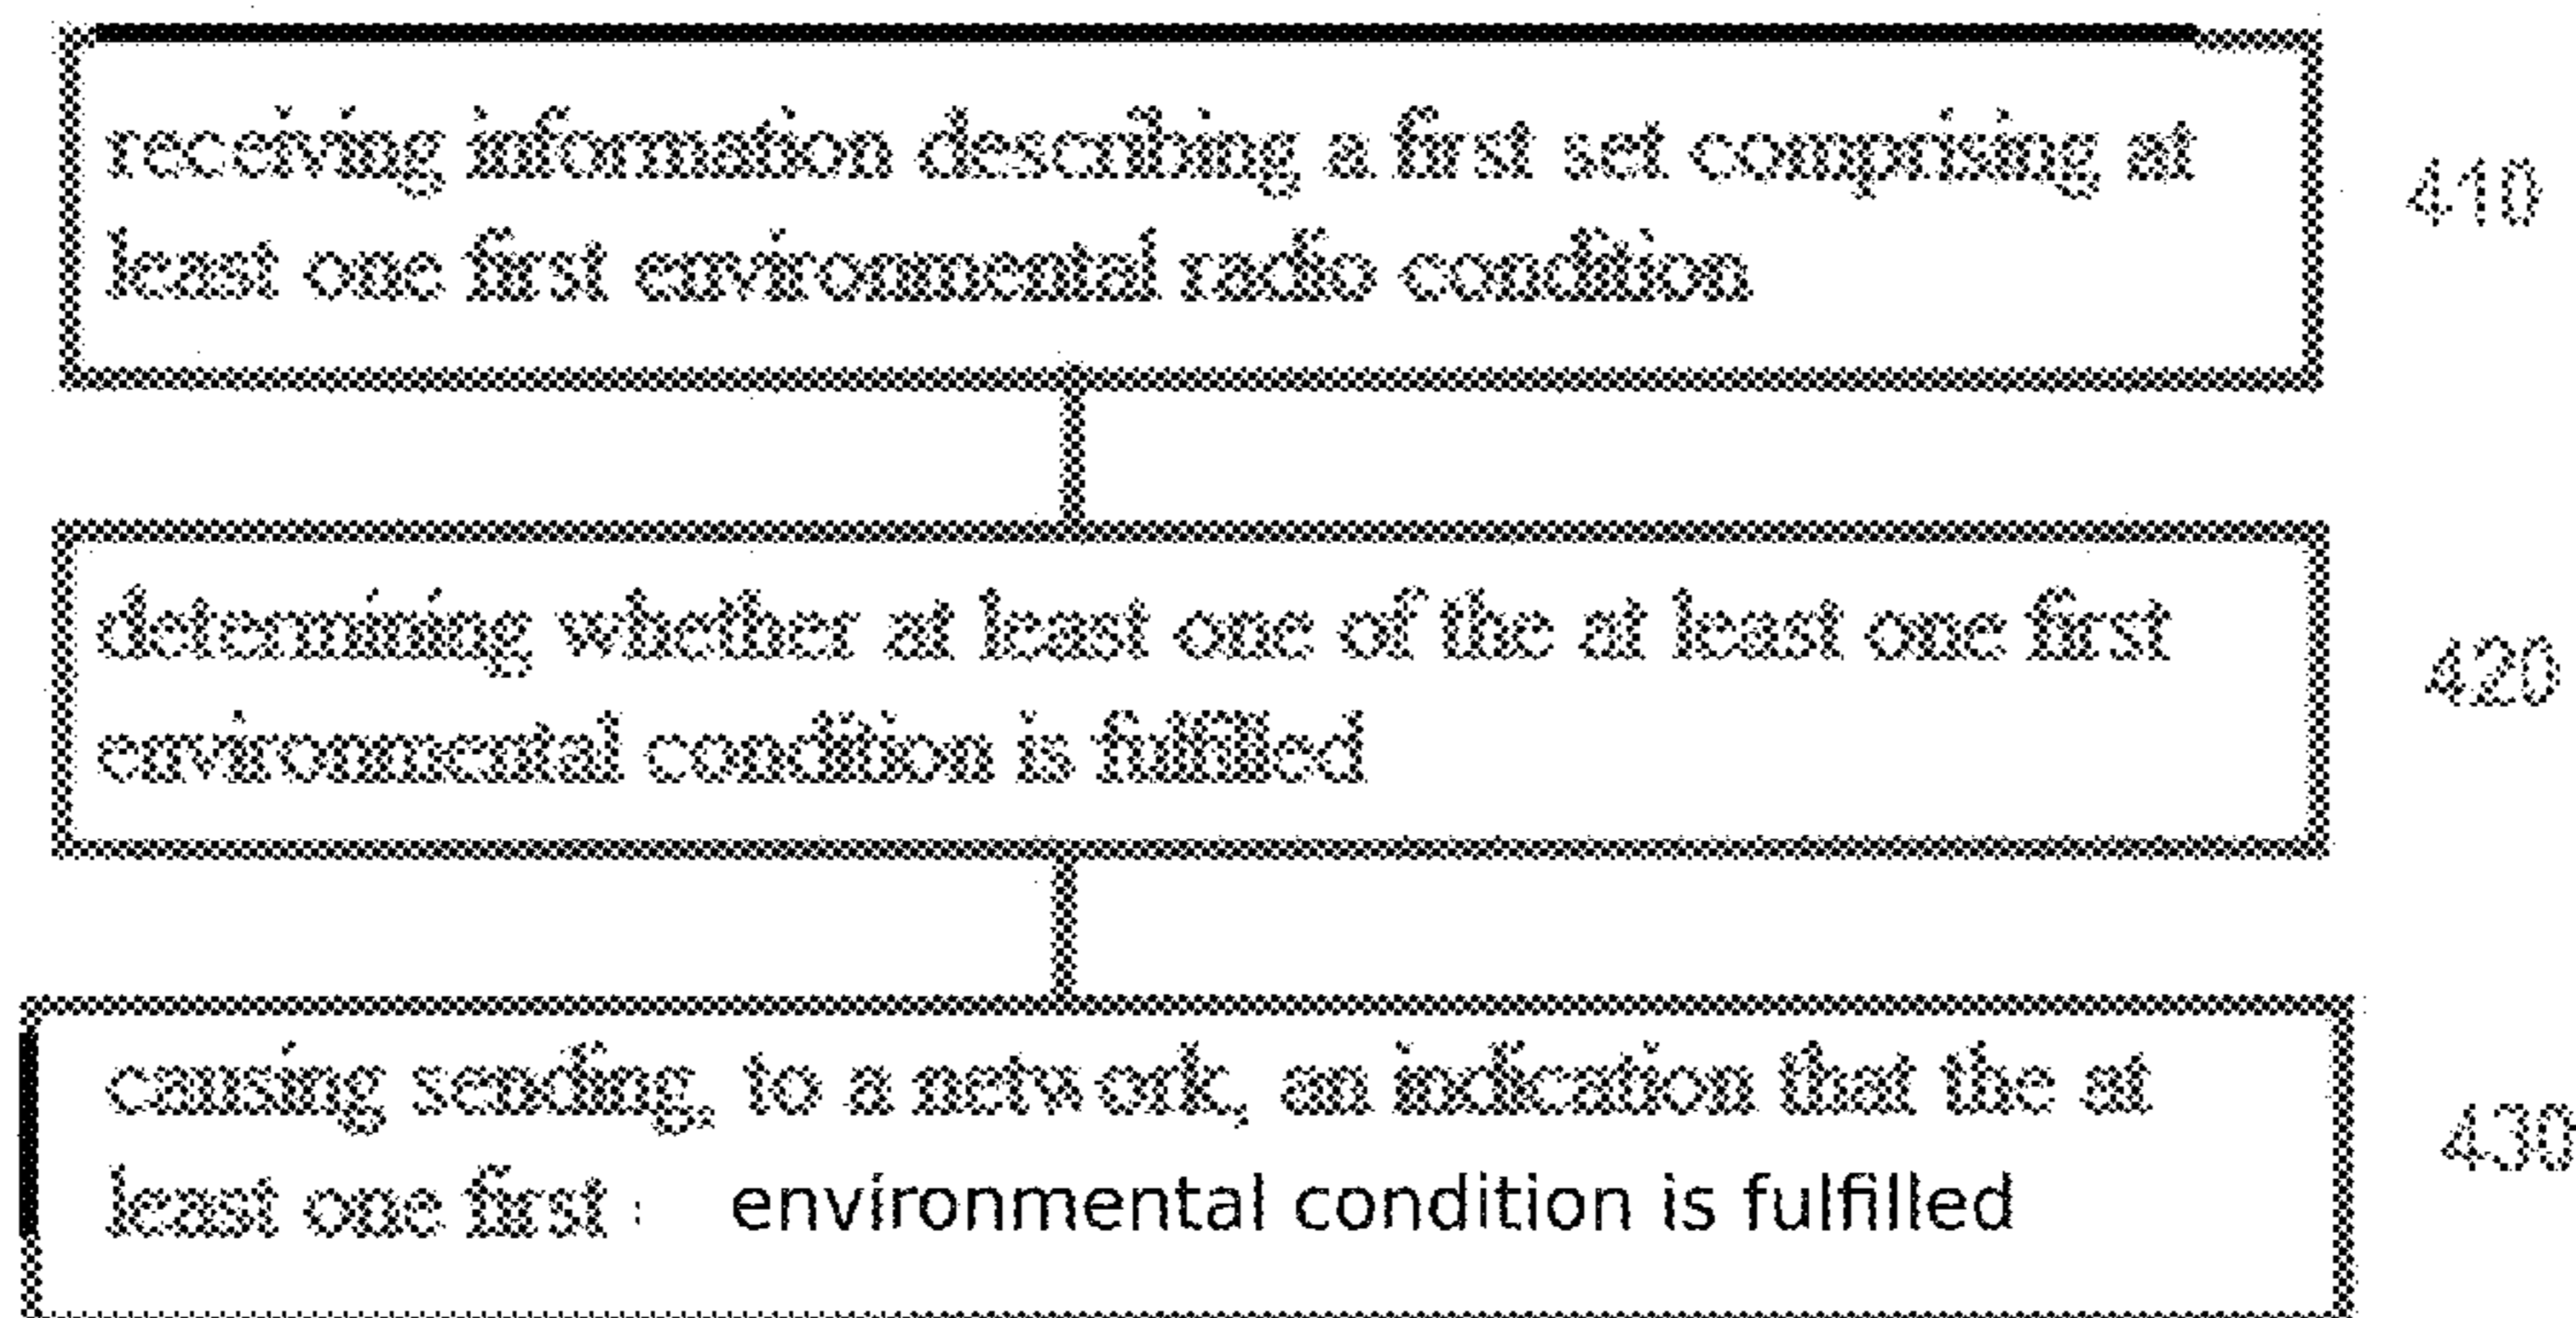 receiving information describing a first set comprising at
least one first environmental radio condition
410
determining whether at least one of the at least one first
environmental condition is fulfilled
420
causing sending, to a network, an indication that the at
least one first environmental condition is fulfilled
430